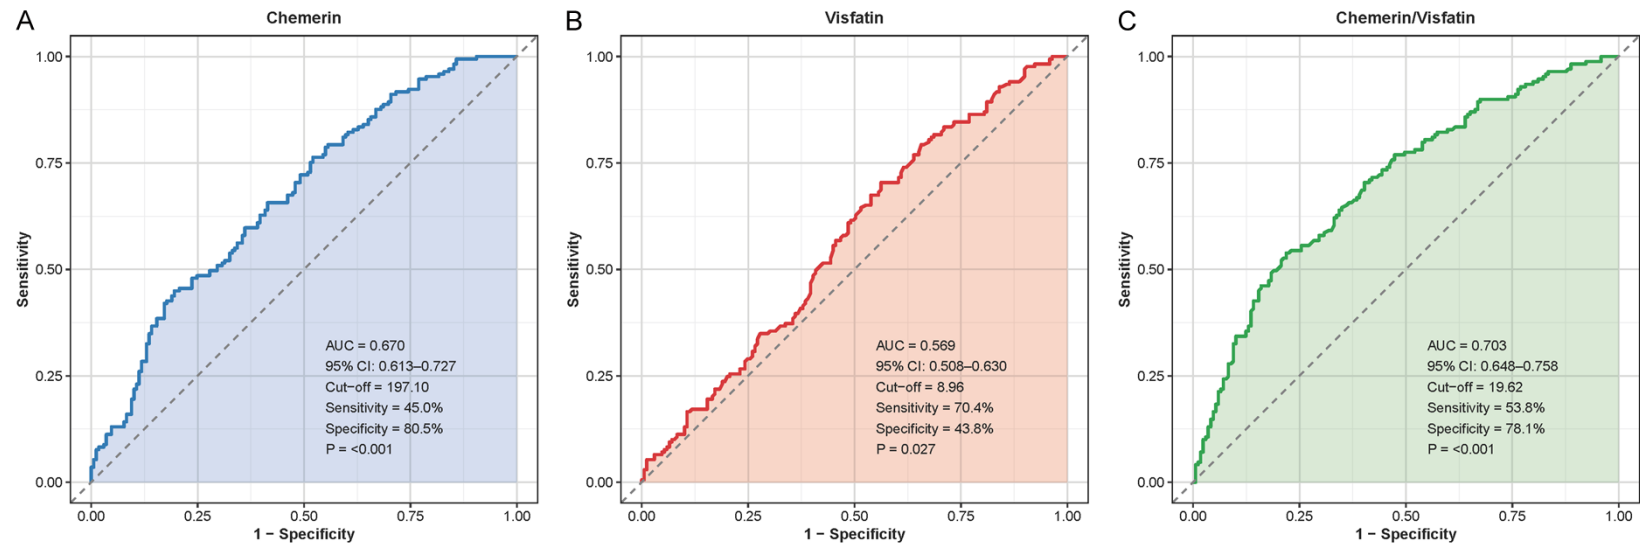 A
Chemerin
1.00
0.75
0.50
0.25
0.00
Sensitivity
AUC = 0.670
95% CI: 0.613–0.727
Cut−off = 197.10
Sensitivity = 45.0%
Specificity = 80.5%
P = <0.001
0.00 0.25 0.50 0.75 1.00
1 − Specificity
B
Visfatin
1.00
0.75
0.50
0.25
0.00
Sensitivity
AUC = 0.569
95% CI: 0.508–0.630
Cut−off = 8.96
Sensitivity = 70.4%
Specificity = 43.8%
P = 0.027
0.00 0.25 0.50 0.75 1.00
1 − Specificity
C
Chemerin/Visfatin
1.00
0.75
0.50
0.25
0.00
Sensitivity
AUC = 0.703
95% CI: 0.648–0.758
Cut−off = 19.62
Sensitivity = 53.8%
Specificity = 78.1%
P = <0.001
0.00 0.25 0.50 0.75 1.00
1 − Specificity